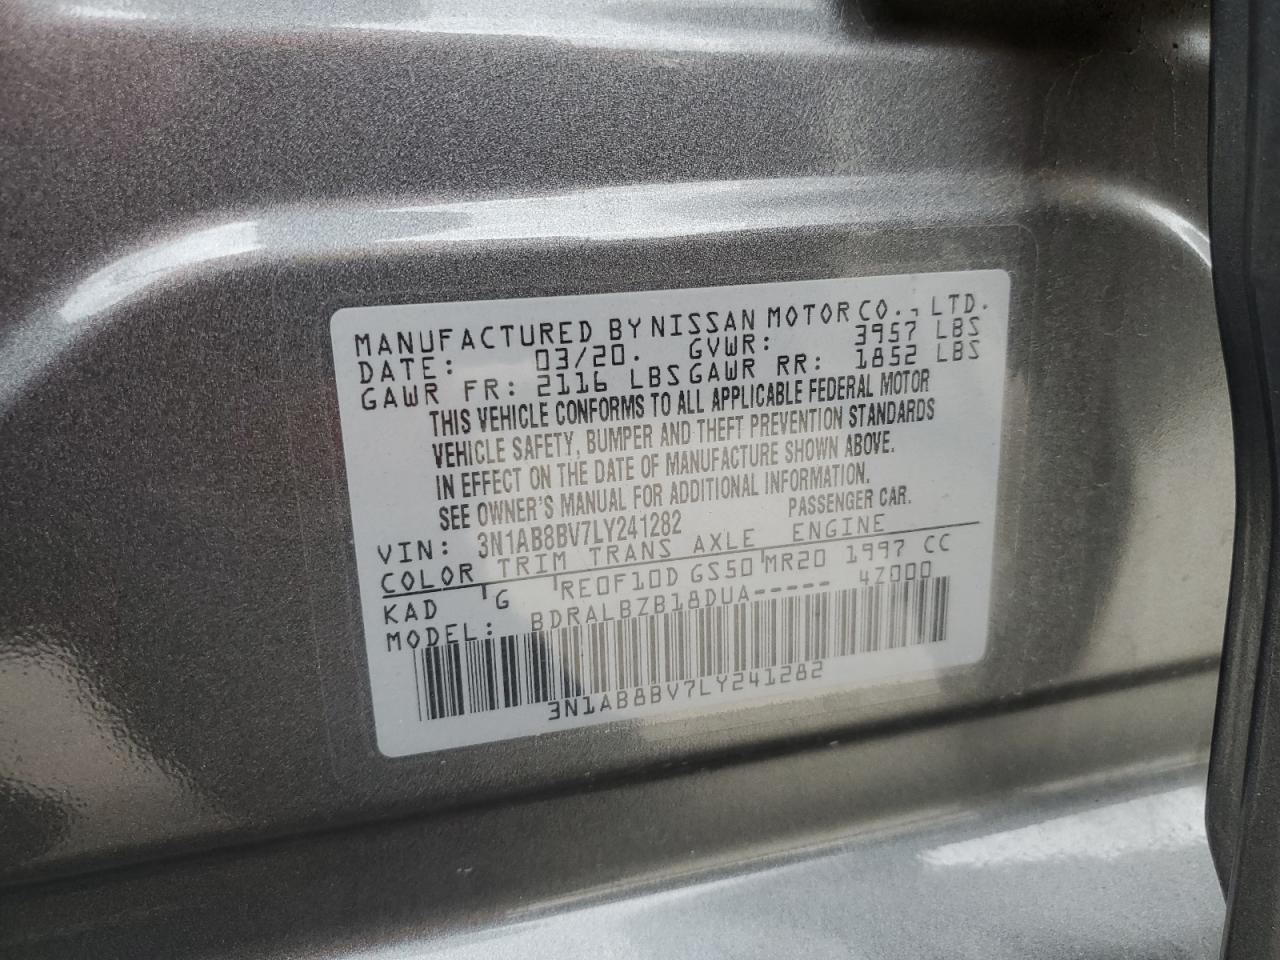 MANUFACTURED BY NISSAN MOTOR CO., LTD.
DATE: 03/20. GVWR: 3957 LBS
GAWR FR: 2116 LBS GAWR RR: 1852 LBS
THIS VEHICLE CONFORMS TO ALL APPLICABLE FEDERAL MOTOR
VEHICLE SAFETY, BUMPER AND THEFT PREVENTION STANDARDS
IN EFFECT ON THE DATE OF MANUFACTURE SHOWN ABOVE.
SEE OWNER'S MANUAL FOR ADDITIONAL INFORMATION.
VIN: 3N1AB8BV7LY241282 PASSENGER CAR.
COLOR TRIM TRANS AXLE ENGINE
KAD G RE0F10D GS50 MR20 1997 CC
MODEL: BDRALBZB18DUA----- 4Z000
3N1AB8BV7LY241282